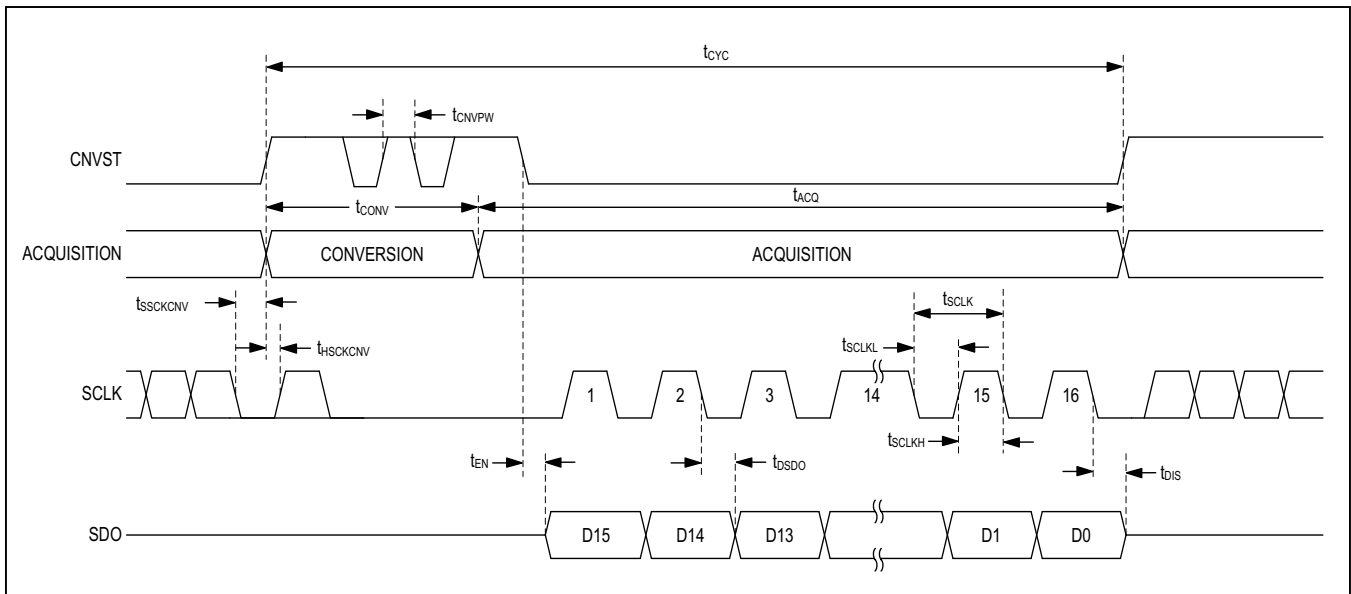 tCYC
tCNVPW
CNVST
tCONV
tACQ
ACQUISITION
CONVERSION
ACQUISITION
tSSCKCNV
tHSCKCNV
tSCLK
tSCLKL
SCLK
1
2
3
14
15
16
tSCLKH
tEN
tDSDO
tDIS
SDO
D15
D14
D13
D1
D0